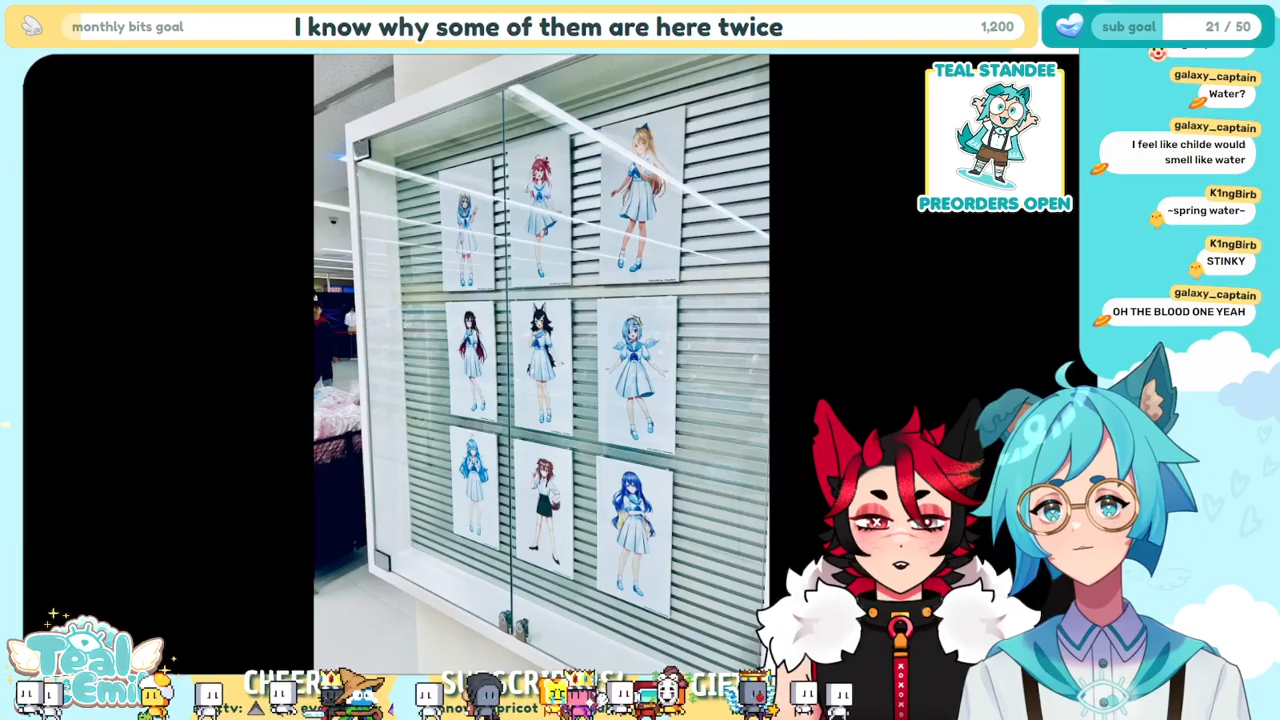 monthly bits goal
I know why some of them are here twice
1,200
sub goal
21 / 50
TEAL STANDEE
PREORDERS OPEN
galaxy_captain
Water?
galaxy_captain
I feel like childe would
smell like water
K1ngBirb
~spring water~
K1ngBirb
STINKY
galaxy_captain
OH THE BLOOD ONE YEAH
Teal
Emi
CHEER
GIF